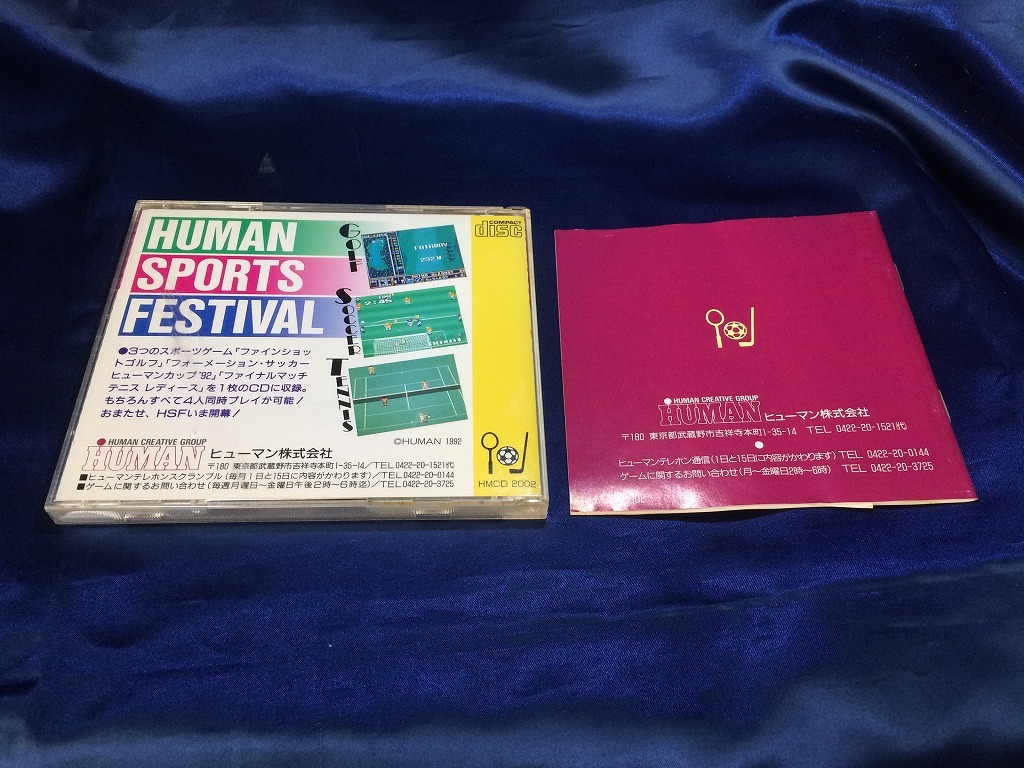 HUMAN
SPORTS
FESTIVAL
●3つのスポーツゲーム「ファインショッ
トゴルフ」「フォーメーション・サッカー
ヒューマンカップ'92」「ファイナルマッチ
テニス レディース」を1枚のCDに収録。
もちろんすべて4人同時プレイが可能!
おまたせ、HSFいま開幕!
GOLF
SOCCER
TENNIS
COMPACT
disc
©HUMAN 1992
HUMAN CREATIVE GROUP
HUMAN ヒューマン株式会社
〒180 東京都武蔵野市吉祥寺本町1-35-14/TEL 0422-20-1521㈹
■ヒューマンテレホンスクランブル(毎月1日と15日に内容がかわります)/TEL 0422-20-0144
■ゲームに関するお問い合わせ(毎週月曜日〜金曜日午後2時〜6時迄)/TEL 0422-20-3725
HMCD 2002
HUMAN CREATIVE GROUP
HUMAN ヒューマン株式会社
〒180 東京都武蔵野市吉祥寺本町1-35-14 TEL 0422-20-1521㈹
ヒューマンテレホン通信(1日と15日に内容がかわります) TEL 0422-20-0144
ゲームに関するお問い合わせ(月〜金曜日2時〜6時) TEL 0422-20-3725